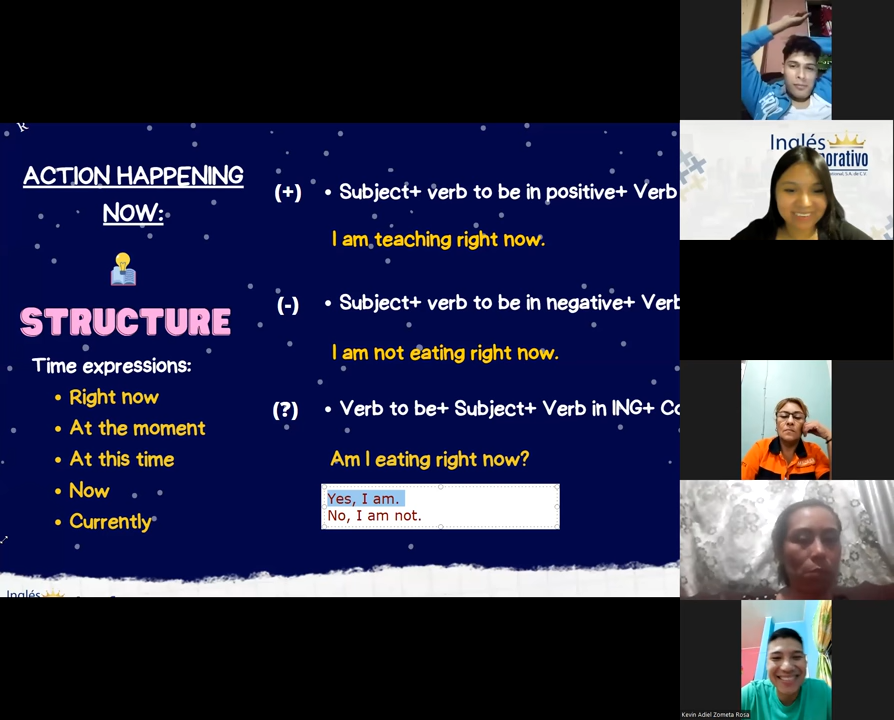 ACTION HAPPENING
NOW:
STRUCTURE
Time expressions:
• Right now
• At the moment
• At this time
• Now
• Currently
(+) • Subject+ verb to be in positive+ Verb
I am teaching right now.
(-) • Subject+ verb to be in negative+ Verb
I am not eating right now.
(?) • Verb to be+ Subject+ Verb in ING+ Co
Am I eating right now?
Yes, I am.
No, I am not.
Inglés
Inglés
orativo
Kevin Adiel Zometa Rosa